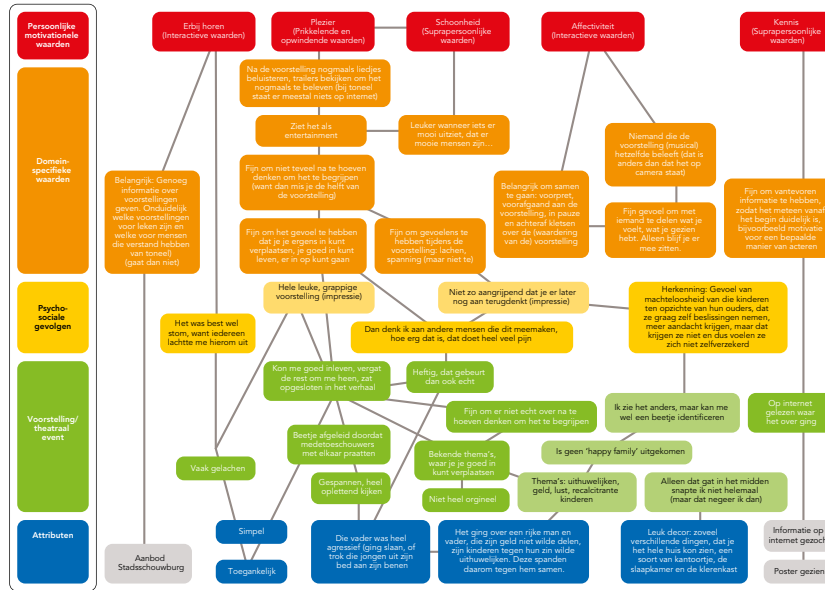 Persoonlijke
motivationele
waarden
Erbij horen
(Interactieve waarden)
Plezier
(Prikkelende en
opwindende waarden)
Schoonheid
(Suprapersoonlijke
waarden)
Affectiviteit
(Interactieve waarden)
Kennis
(Suprapersoonlijke
waarden)
Domein-
specifieke
waarden
Na de voorstelling nogmaals liedjes
beluisteren, trailers bekijken om het
nogmaals te beleven (bij toneel
staat er meestal niets op internet)
Ziet het als
entertainment
Leuker wanneer iets er
mooi uitziet, dat er
mooie mensen zijn…
Niemand die de
voorstelling (musical)
hetzelfde beleeft (dat is
anders dan dat het op
camera staat)
Belangrijk: Genoeg
informatie over
voorstellingen
geven. Onduidelijk
welke voorstellingen
voor leken zijn en
welke voor mensen
die verstand hebben
van toneel)
(gaat dan niet)
Fijn om niet teveel na te hoeven
denken om het te begrijpen
(want dan mis je de helft van
de voorstelling)
Belangrijk om samen
te gaan: voorpret,
voorafgaand aan de
voorstelling, in pauze
en achteraf kletsen
over de (waardering
van de) voorstelling
Fijn gevoel om met
iemand te delen wat je
voelt, wat je gezien
hebt. Alleen blijf je er
mee zitten.
Fijn om vantevoren
informatie te hebben,
zodat het meteen vanaf
het begin duidelijk is,
bijvoorbeeld motivatie
voor een bepaalde
manier van acteren
Fijn om het gevoel te hebben
dat je je ergens in kunt
verplaatsen, je goed in kunt
leven, er in op kunt gaan
Fijn om gevoelens te
hebben tijdens de
voorstelling: lachen,
spanning (maar niet te)
Psycho-
sociale
gevolgen
Hele leuke, grappige
voorstelling (impressie)
Niet zo aangrijpend dat je er later
nog aan terugdenkt (impressie)
Herkenning: Gevoel van
machteloosheid van die kinderen
ten opzichte van hun ouders, dat
ze graag zelf beslissingen nemen,
meer aandacht krijgen, maar dat
krijgen ze niet en dus voelen ze
zich niet zelfverzekerd
Het was best wel
stom, want iedereen
lachtte me hierom uit
Dan denk ik aan andere mensen die dit meemaken,
hoe erg dat is, dat doet heel veel pijn
Voorstelling/
theatraal
event
Kon me goed inleven, vergat
de rest om me heen, zat
opgesloten in het verhaal
Heftig, dat gebeurt
dan ook echt
Fijn om er niet echt over na te
hoeven denken om het te begrijpen
Ik zie het anders, maar kan me
wel een beetje identificeren
Op internet
gelezen waar
het over ging
Beetje afgeleid doordat
medetoeschouwers
met elkaar praatten
Bekende thema's,
waar je je goed in
kunt verplaatsen
Is geen 'happy family' uitgekomen
Vaak gelachen
Gespannen, heel
oplettend kijken
Niet heel orgineel
Thema's: uithuwelijken,
geld, lust, recalcitrante
kinderen
Alleen dat gat in het midden
snapte ik niet helemaal
(maar dat negeer ik dan)
Attributen
Aanbod
Stadsschouwburg
Simpel
Toegankelijk
Die vader was heel
agressief (ging slaan, of
trok die jongen uit zijn
bed aan zijn benen
Het ging over een rijke man en
vader, die zijn geld niet wilde delen,
zijn kinderen tegen hun zin wilde
uithuwelijken. Deze spanden
daarom tegen hem samen.
Leuk decor: zoveel
verschillende dingen, dat je
het hele huis kon zien, een
soort van kantoortje, de
slaapkamer en de klerenkast
Informatie op
internet gezocht
Poster gezien